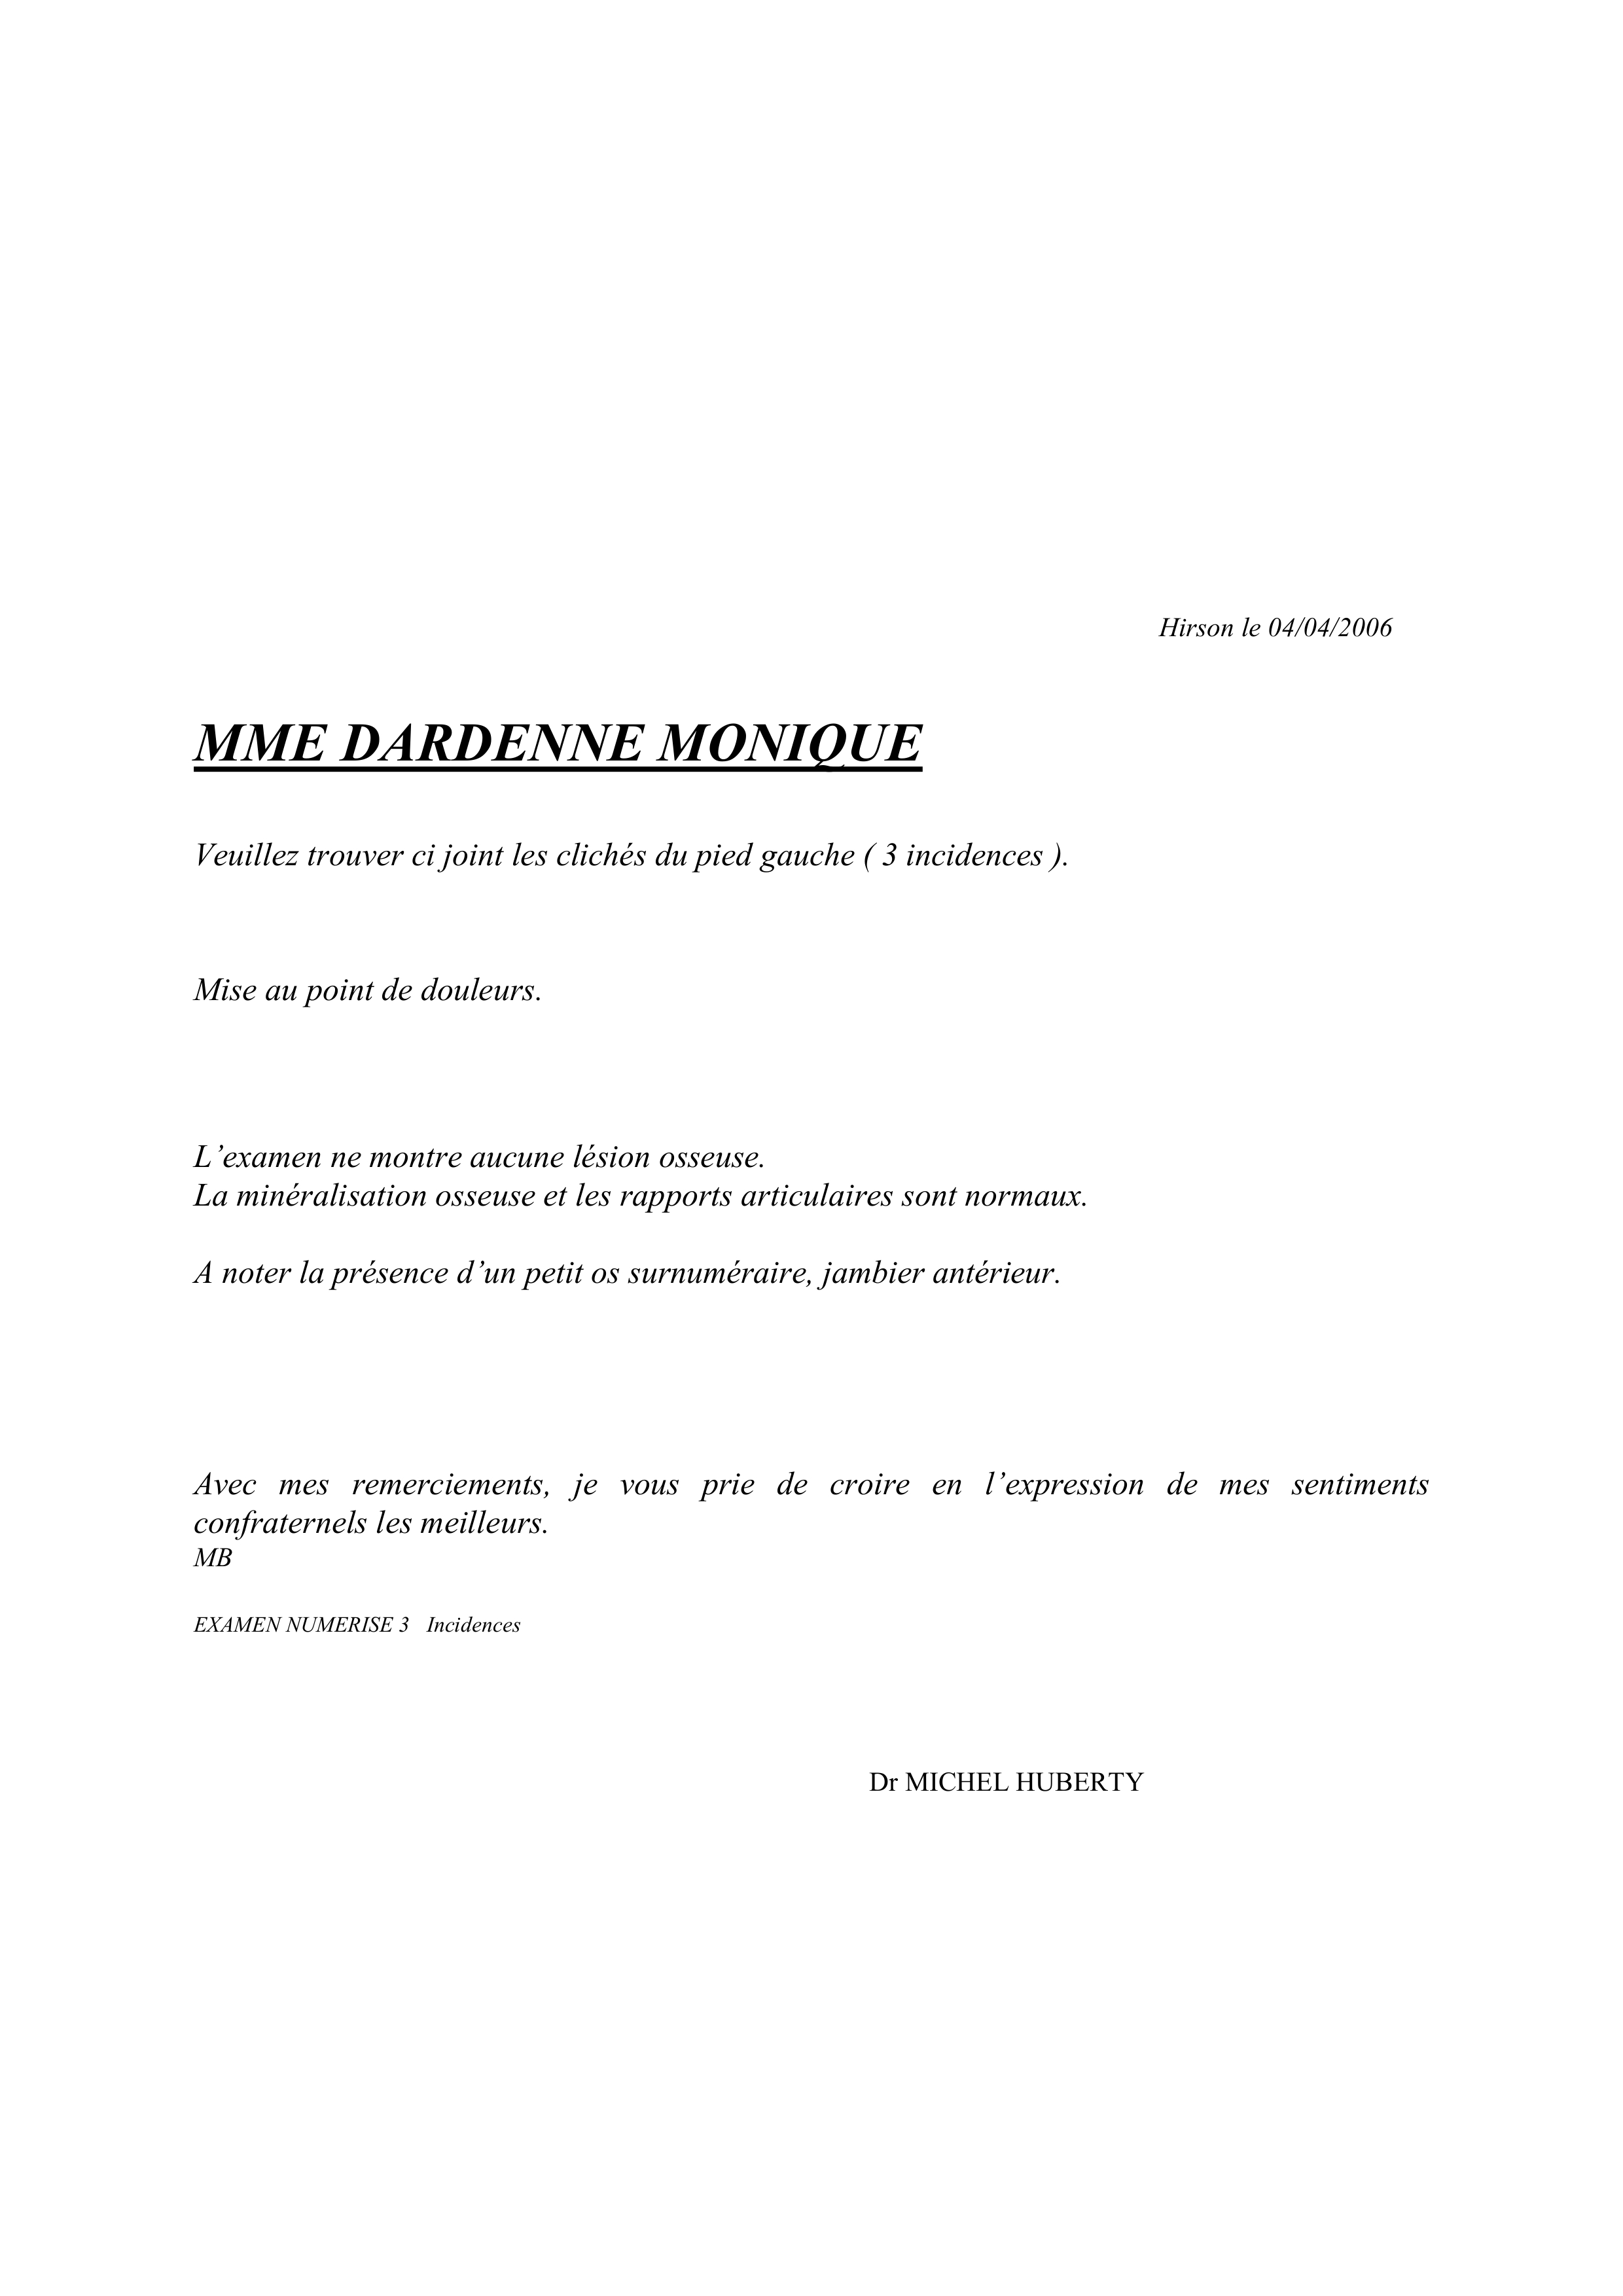 Hirson le 04/04/2006
MME DARDENNE MONIQUE
Veuillez trouver ci joint les clichés du pied gauche ( 3 incidences ).
Mise au point de douleurs.
L’examen ne montre aucune lésion osseuse.
La minéralisation osseuse et les rapports articulaires sont normaux.
A noter la présence d’un petit os surnuméraire, jambier antérieur.
Avec mes remerciements, je vous prie de croire en l’expression de mes sentiments
confraternels les meilleurs.
MB
EXAMEN NUMERISE 3 Incidences
Dr MICHEL HUBERTY